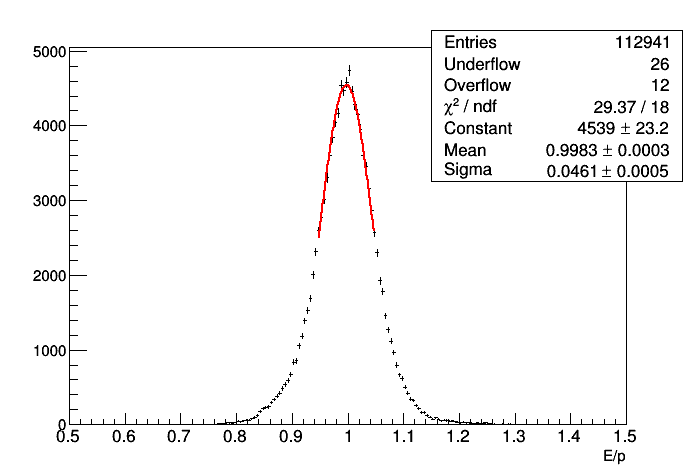 Entries 112941
Underflow 26
Overflow 12
χ² / ndf 29.37 / 18
Constant 4539 ± 23.2
Mean 0.9983 ± 0.0003
Sigma 0.0461 ± 0.0005
5000
4000
3000
2000
1000
0
0.5 0.6 0.7 0.8 0.9 1 1.1 1.2 1.3 1.4 1.5
E/p